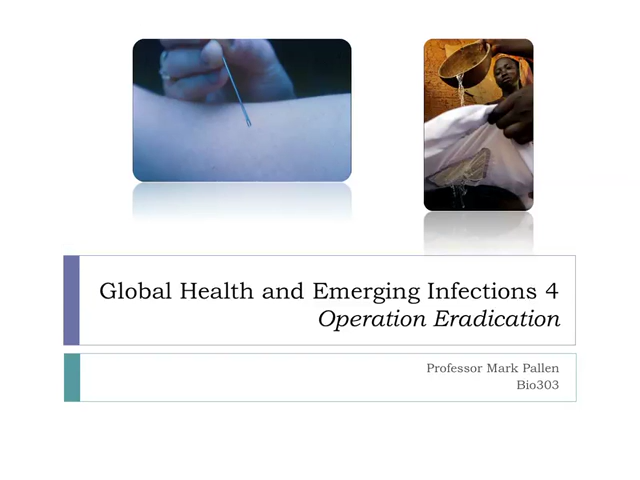 Global Health and Emerging Infections 4
Operation Eradication
Professor Mark Pallen
Bio303